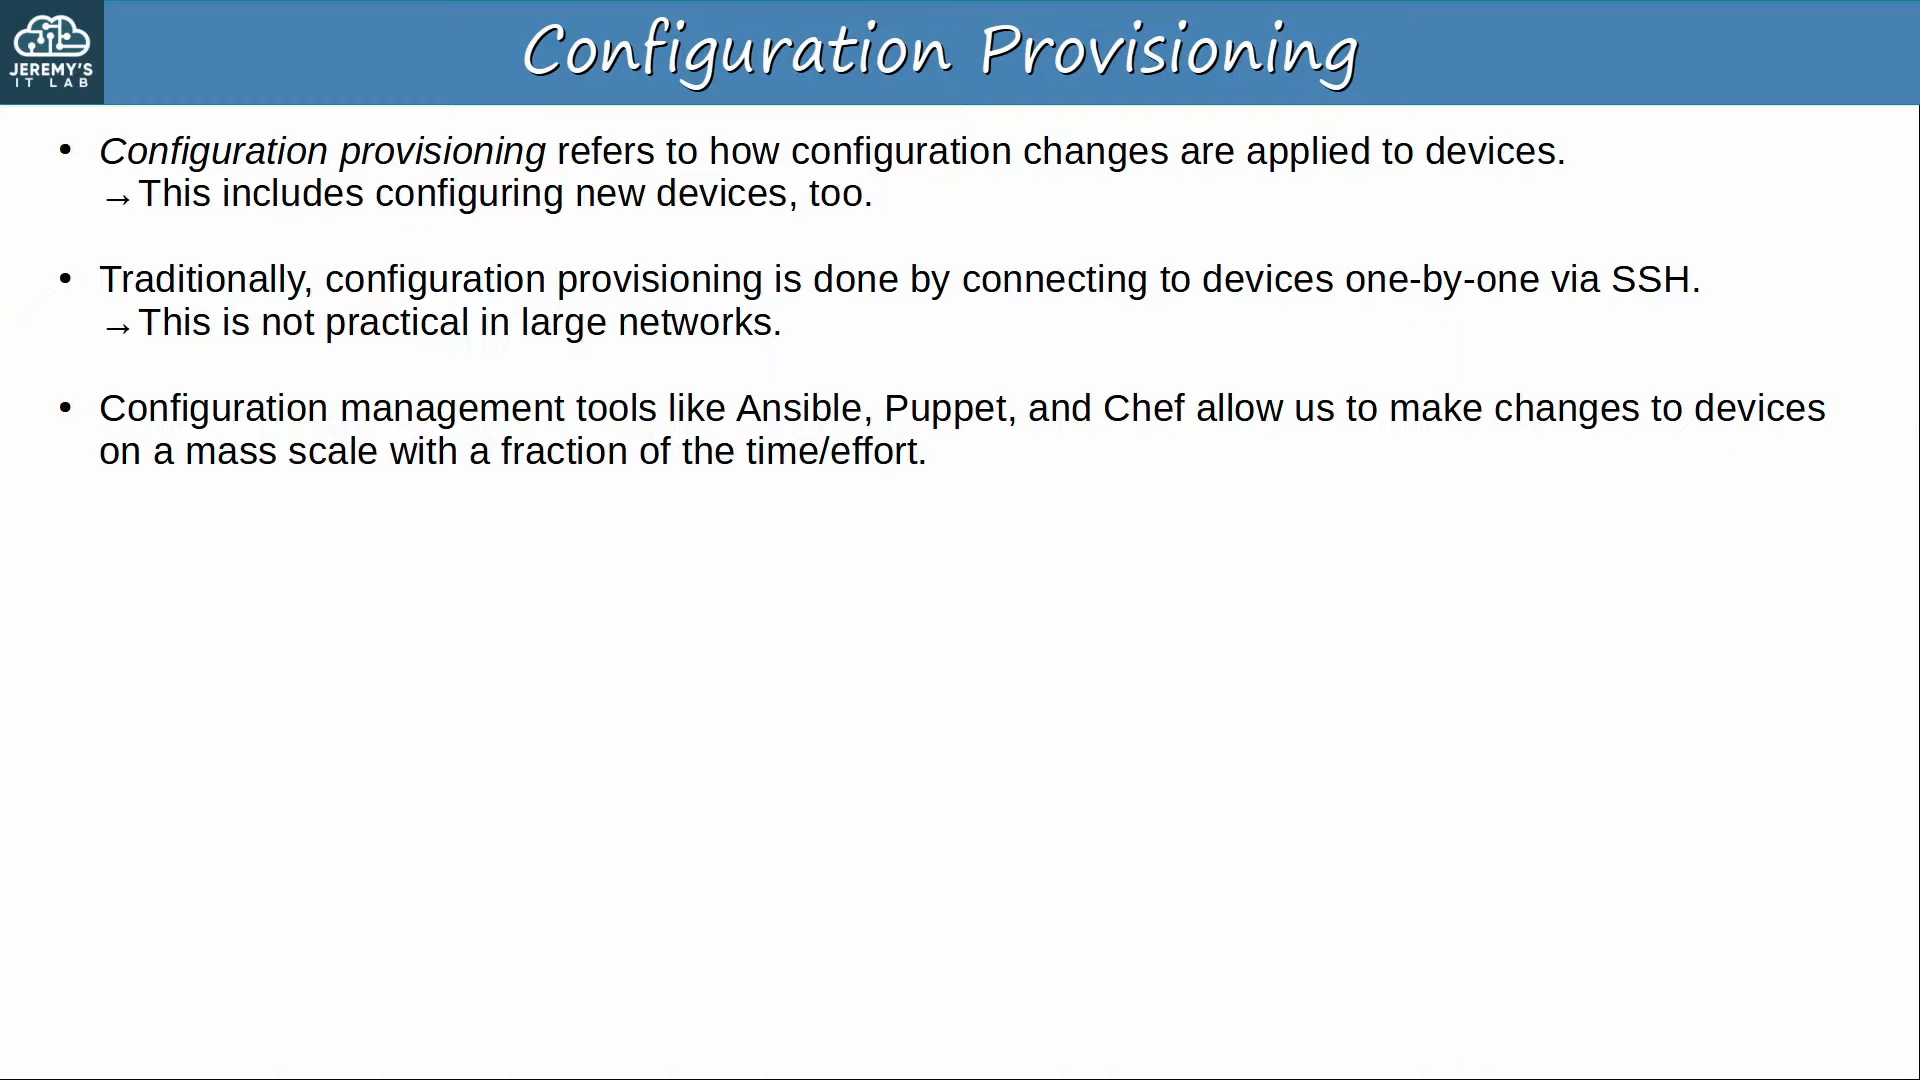 JEREMY'S
IT LAB
Configuration Provisioning
• Configuration provisioning refers to how configuration changes are applied to devices.
→This includes configuring new devices, too.
• Traditionally, configuration provisioning is done by connecting to devices one-by-one via SSH.
→This is not practical in large networks.
• Configuration management tools like Ansible, Puppet, and Chef allow us to make changes to devices
on a mass scale with a fraction of the time/effort.